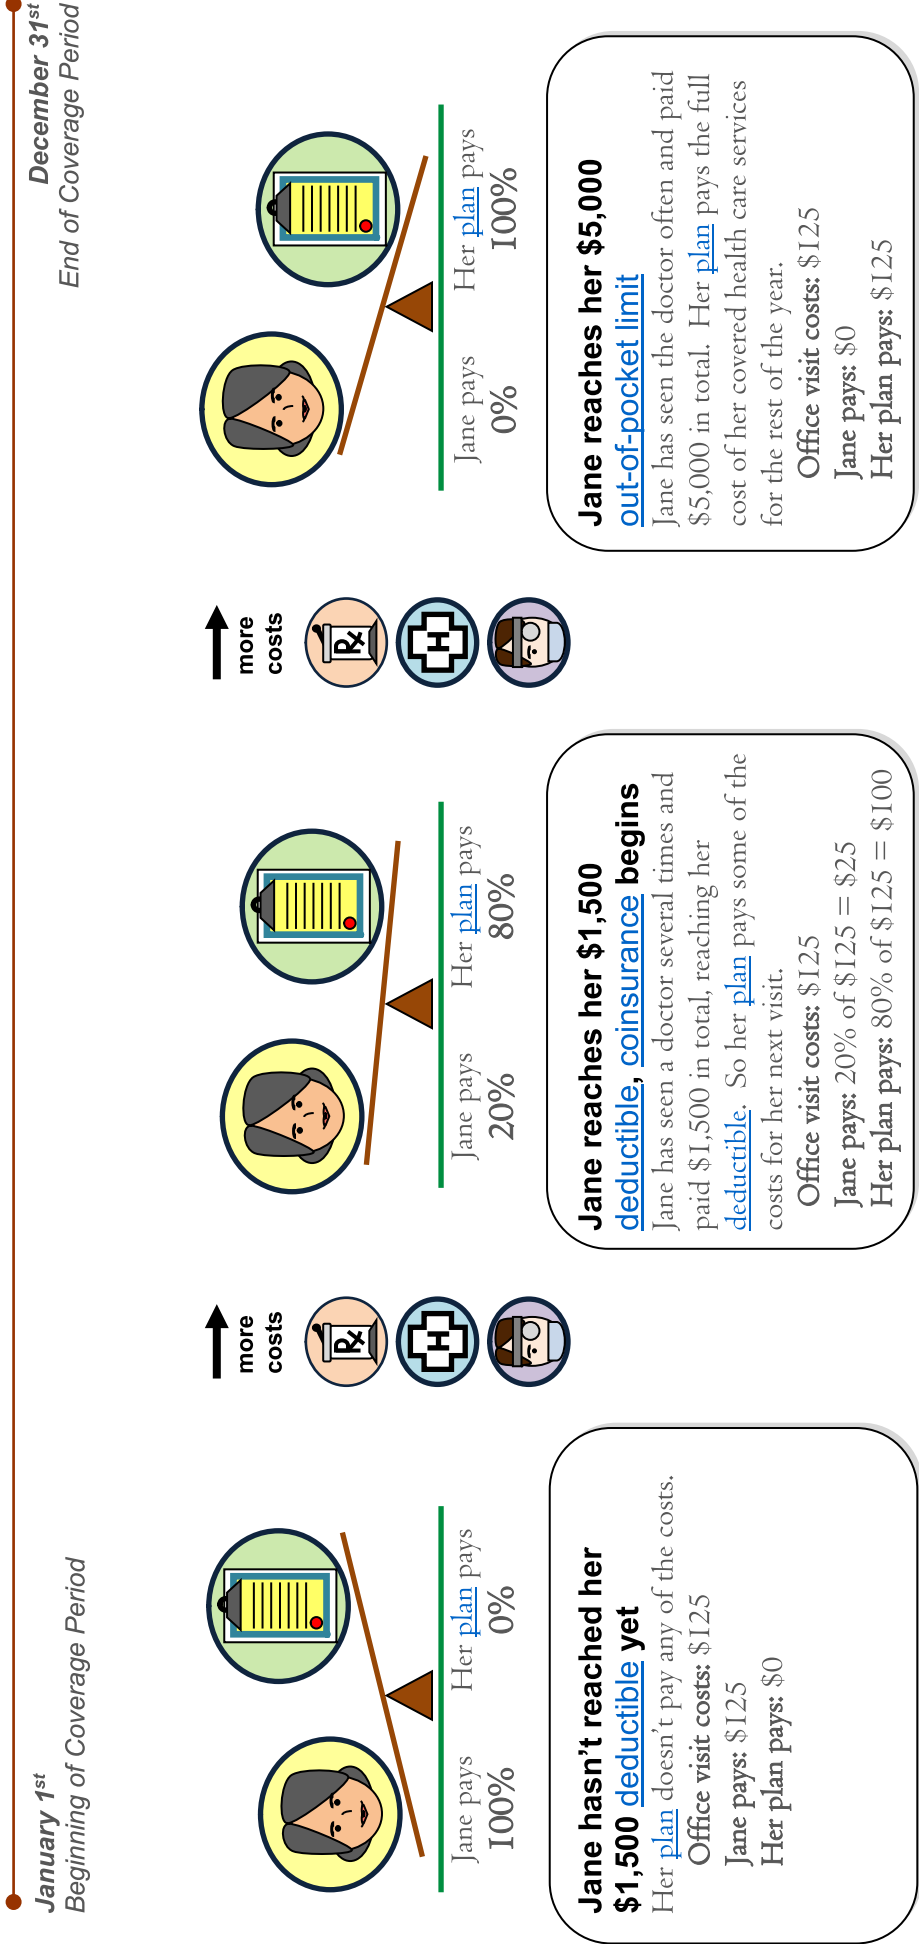 January 1st
Beginning of Coverage Period
December 31st
End of Coverage Period
Jane pays
100%
Her plan pays
0%
Jane hasn’t reached her
$1,500 deductible yet
Her plan doesn’t pay any of the costs.
Office visit costs: $125
Jane pays: $125
Her plan pays: $0
more
costs
Rx
H
Jane pays
20%
Her plan pays
80%
Jane reaches her $1,500
deductible, coinsurance begins
Jane has seen a doctor several times and
paid $1,500 in total, reaching her
deductible. So her plan pays some of the
costs for her next visit.
Office visit costs: $125
Jane pays: 20% of $125 = $25
Her plan pays: 80% of $125 = $100
more
costs
Rx
H
Jane pays
0%
Her plan pays
100%
Jane reaches her $5,000
out-of-pocket limit
Jane has seen the doctor often and paid
$5,000 in total. Her plan pays the full
cost of her covered health care services
for the rest of the year.
Office visit costs: $125
Jane pays: $0
Her plan pays: $125